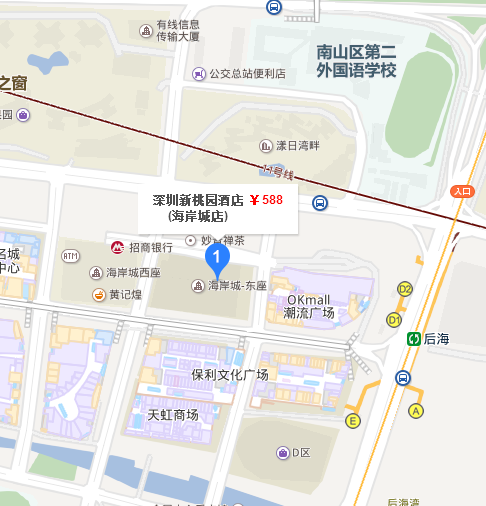 有线信息
传输大厦
南山区第二
外国语学校
公交总站便利店
之窗
园
漾日湾畔
11号线
入口
深圳新桃园酒店 ￥588
(海岸城店)
妙
禅茶
招商银行
名城
中心
ATM
1
海岸城西座
海岸城-东座
黄记煌
OKmall
潮流广场
D2
D1
后海
保利文化广场
天虹商场
E
A
D区
后海湾